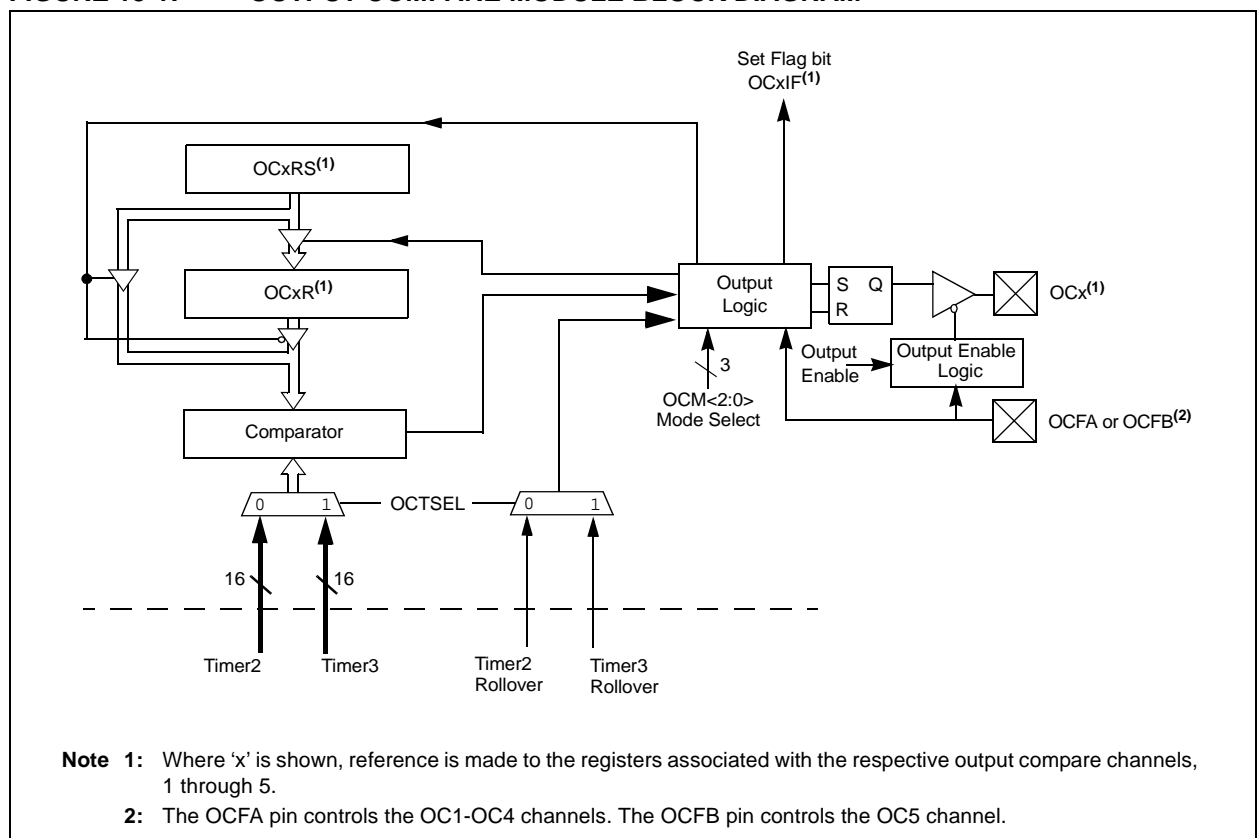 Set Flag bit
OCxIF(1)
OCxRS(1)
OCxR(1)
Output
Logic
S Q
R
OCx(1)
Output
Enable
Output Enable
Logic
3
OCM<2:0>
Mode Select
OCFA or OCFB(2)
Comparator
0 1
OCTSEL
0 1
16
16
Timer2
Timer3
Timer2
Rollover
Timer3
Rollover
Note 1: Where ‘x’ is shown, reference is made to the registers associated with the respective output compare channels,
1 through 5.
2: The OCFA pin controls the OC1-OC4 channels. The OCFB pin controls the OC5 channel.